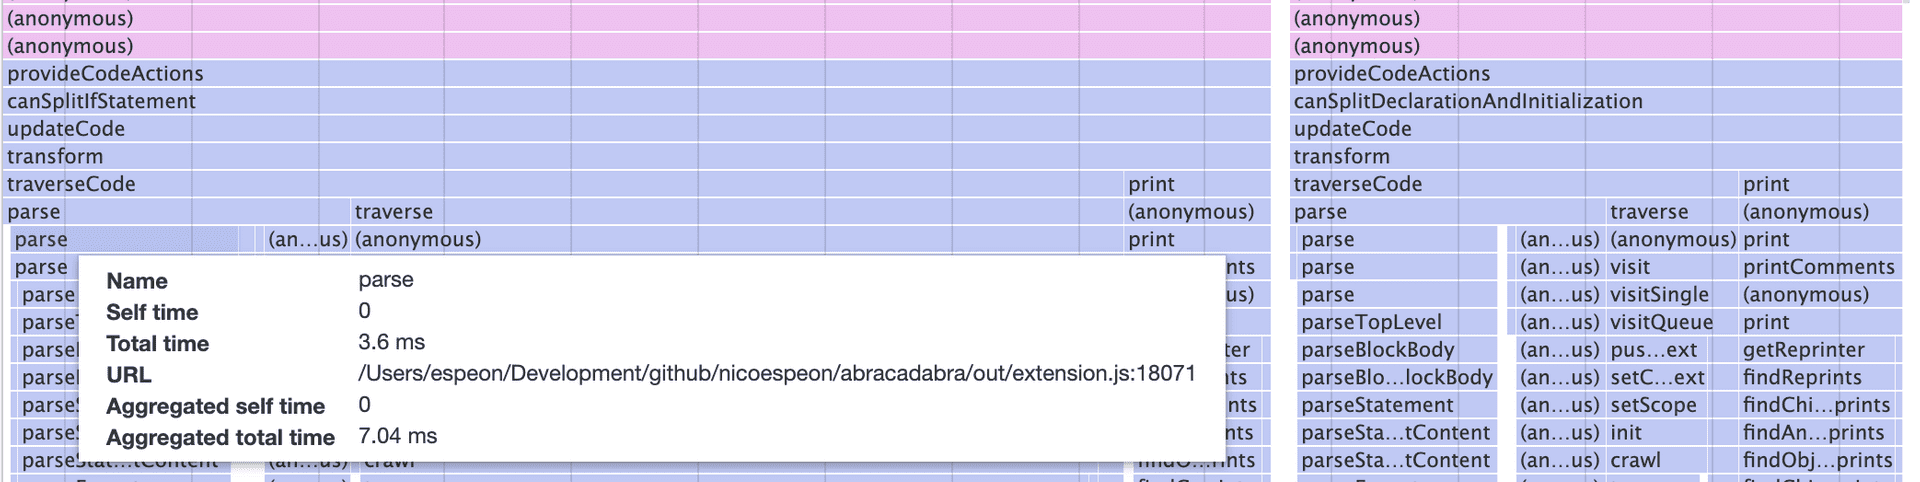 (anonymous) (anonymous)
(anonymous) (anonymous)
provideCodeActions provideCodeActions
canSplitIfStatement canSplitDeclarationAndInitialization
updateCode updateCode
transform transform
traverseCode print traverseCode print
parse traverse (anonymous) parse traverse (anonymous)
parse (an…us) (anonymous) print parse (an…us) (anonymous) print
parse nts parse (an…us) visit printComments
parse us) parse (an…us) visitSingle (anonymous)
parse parseTopLevel (an…us) visitQueue print
parse ter parseBlockBody (an…us) pus…ext getReprinter
parse nts parseBlo…lockBody (an…us) setC…ext findReprints
parse nts parseStatement (an…us) setScope findChi…prints
parse nts parseSta…tContent (an…us) init findAn…prints
parseStat…tContent (an…us) crawl findO…rints parseSta…tContent (an…us) crawl findObj…prints
Name parse
Self time 0
Total time 3.6 ms
URL /Users/espeon/Development/github/nicoespeon/abracadabra/out/extension.js:18071
Aggregated self time 0
Aggregated total time 7.04 ms